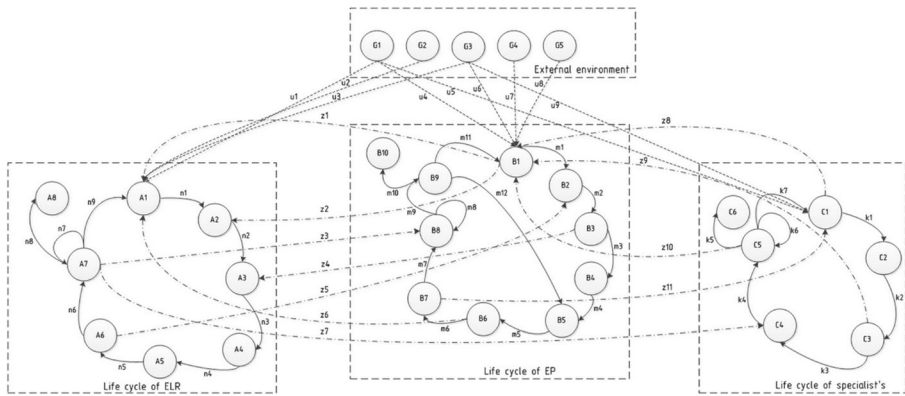 G1 G2 G3 G4 G5
External environment
u1 u2 u3 u4 u5 u6 u7 u8 u9
z1 z8
z9
B10 m11 B1 m1
B9 B2
m10 m12 m2
m9 m8 B3
B8 m3
m7 B4
B7 m4
m6 B6 m5 B5
Life cycle of EP
A8 n9 A1 n1
A2
n7 n2
n8 A7 A3
n6 n3
A6 A4
n5 A5 n4
Life cycle of ELR
z2
z3
z4
z5
z6
z7
z10
z11
k7 C1
C6 k6 k1
k5 C5 C2
k4 k2
C4 C3
k3
Life cycle of specialist's